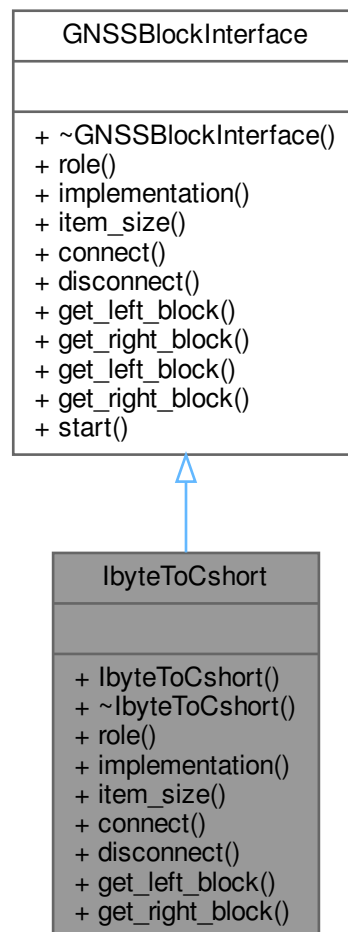 GNSSBlockInterface
+ ~GNSSBlockInterface()
+ role()
+ implementation()
+ item_size()
+ connect()
+ disconnect()
+ get_left_block()
+ get_right_block()
+ get_left_block()
+ get_right_block()
+ start()
IbyteToCshort
+ IbyteToCshort()
+ ~IbyteToCshort()
+ role()
+ implementation()
+ item_size()
+ connect()
+ disconnect()
+ get_left_block()
+ get_right_block()